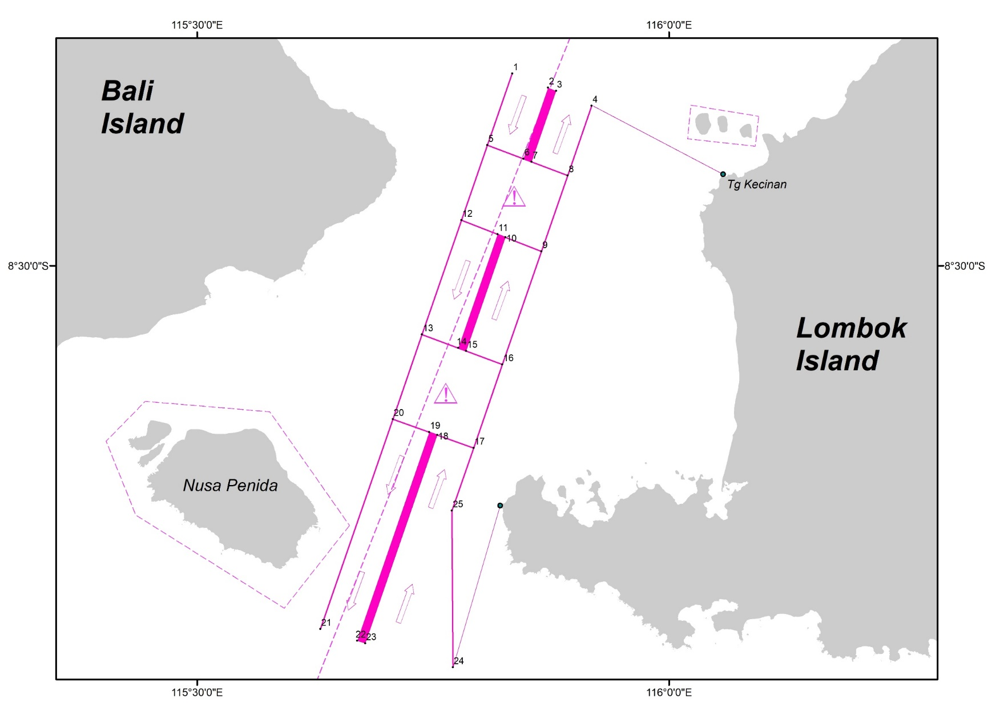 115°30'0"E
116°0'0"E
Bali
Island
1
2
3
4
5
6
7
8
Tg Kecinan
12
11
10
9
8°30'0"S
8°30'0"S
13
14
15
16
Lombok
Island
20
19
18
17
Nusa Penida
25
21
22
23
24
!
!
115°30'0"E
116°0'0"E